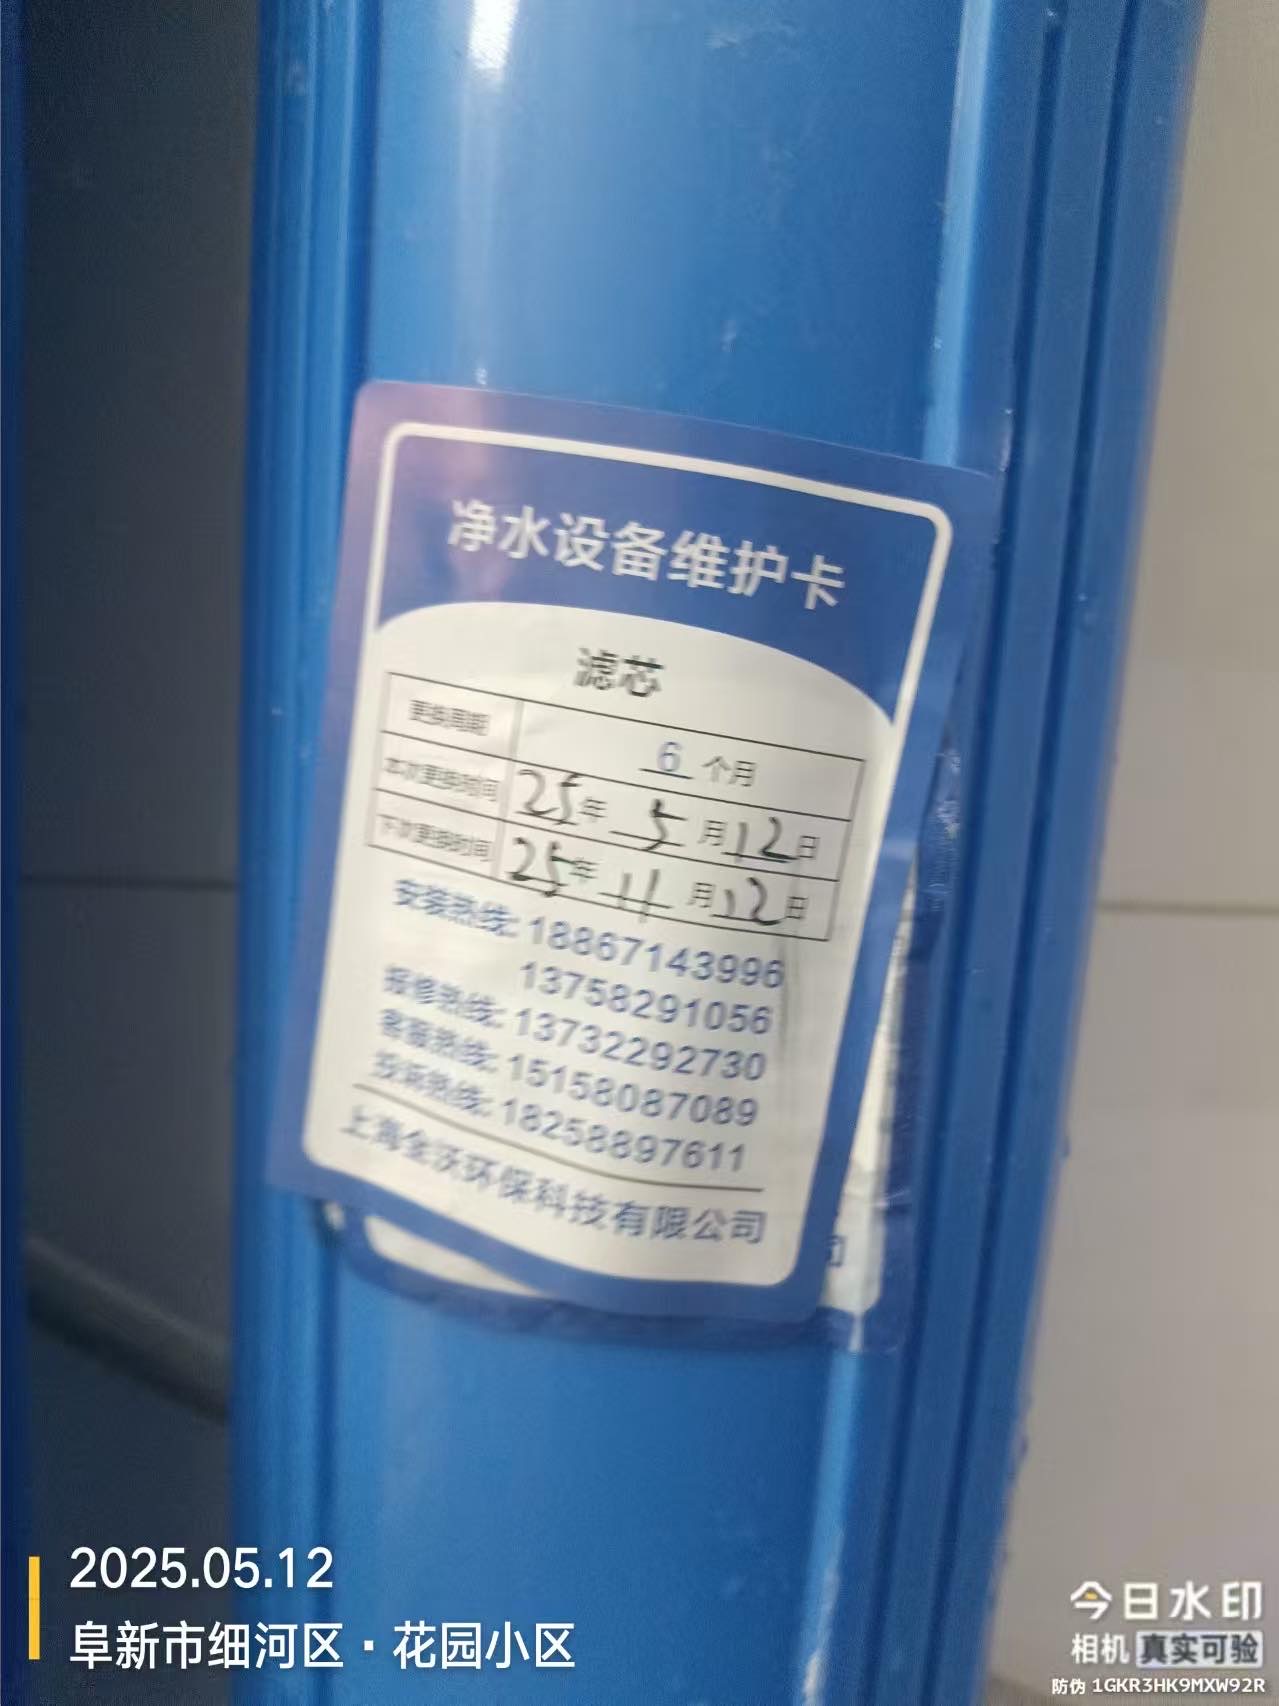 净水设备维护卡
滤芯
更换周期 6 个月
本次更换时间 25年 5 月 12 日
下次更换时间 25年 11 月 12 日
安装热线: 18867143996
13758291056
报修热线: 13732292730
客服热线: 15158087089
投诉热线: 18258897611
上海金沃环保科技有限公司
司
2025.05.12
阜新市细河区·花园小区
今日水印
相机 真实可验
防伪 1GKR3HK9MXW92R